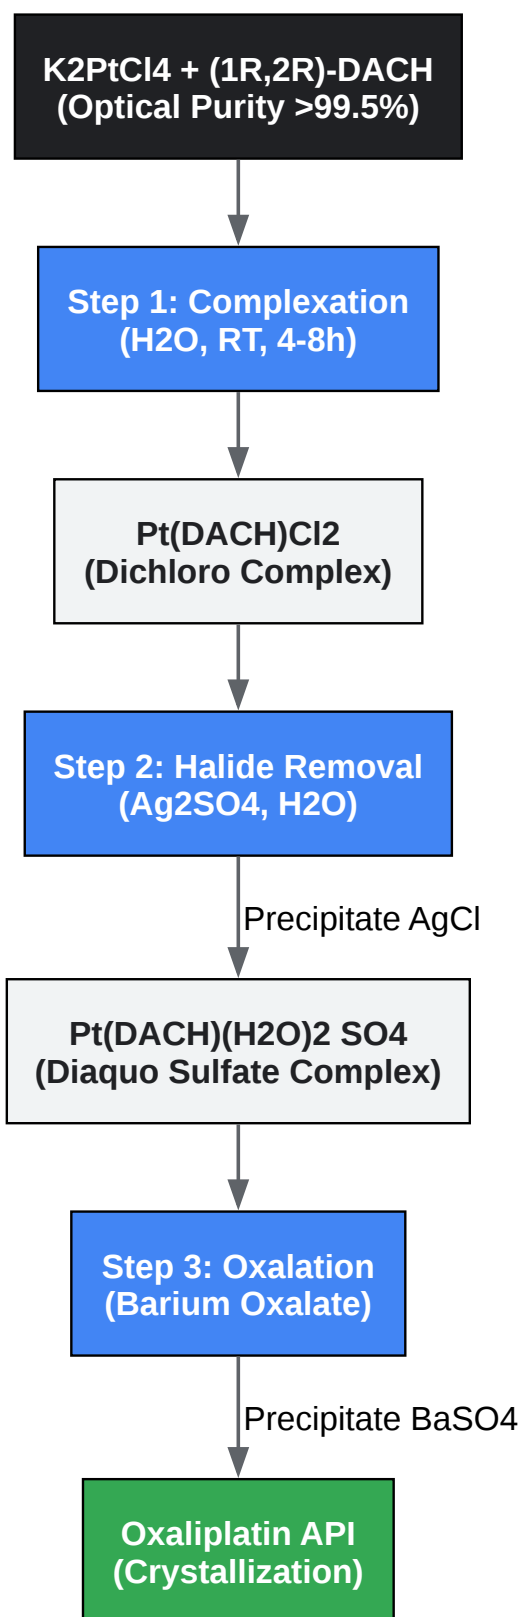 K2PtCl4 + (1R,2R)-DACH
(Optical Purity >99.5%)
Step 1: Complexation
(H2O, RT, 4-8h)
Pt(DACH)Cl2
(Dichloro Complex)
Step 2: Halide Removal
(Ag2SO4, H2O)
Precipitate AgCl
Pt(DACH)(H2O)2 SO4
(Diaquo Sulfate Complex)
Step 3: Oxalation
(Barium Oxalate)
Precipitate BaSO4
Oxaliplatin API
(Crystallization)